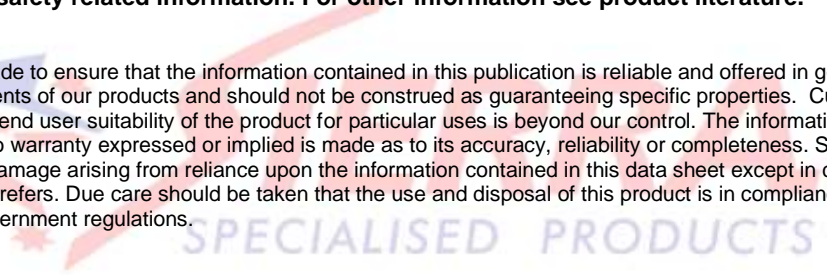 safety related information. For other information see product literature.
de to ensure that the information contained in this publication is reliable and offered in g
ents of our products and should not be construed as guaranteeing specific properties. Cu
end user suitability of the product for particular uses is beyond our control. The informati
o warranty expressed or implied is made as to its accuracy, reliability or completeness. S
amage arising from reliance upon the information contained in this data sheet except in c
refers. Due care should be taken that the use and disposal of this product is in complianc
ernment regulations.
SIERRA
SPECIALISED PRODUCTS